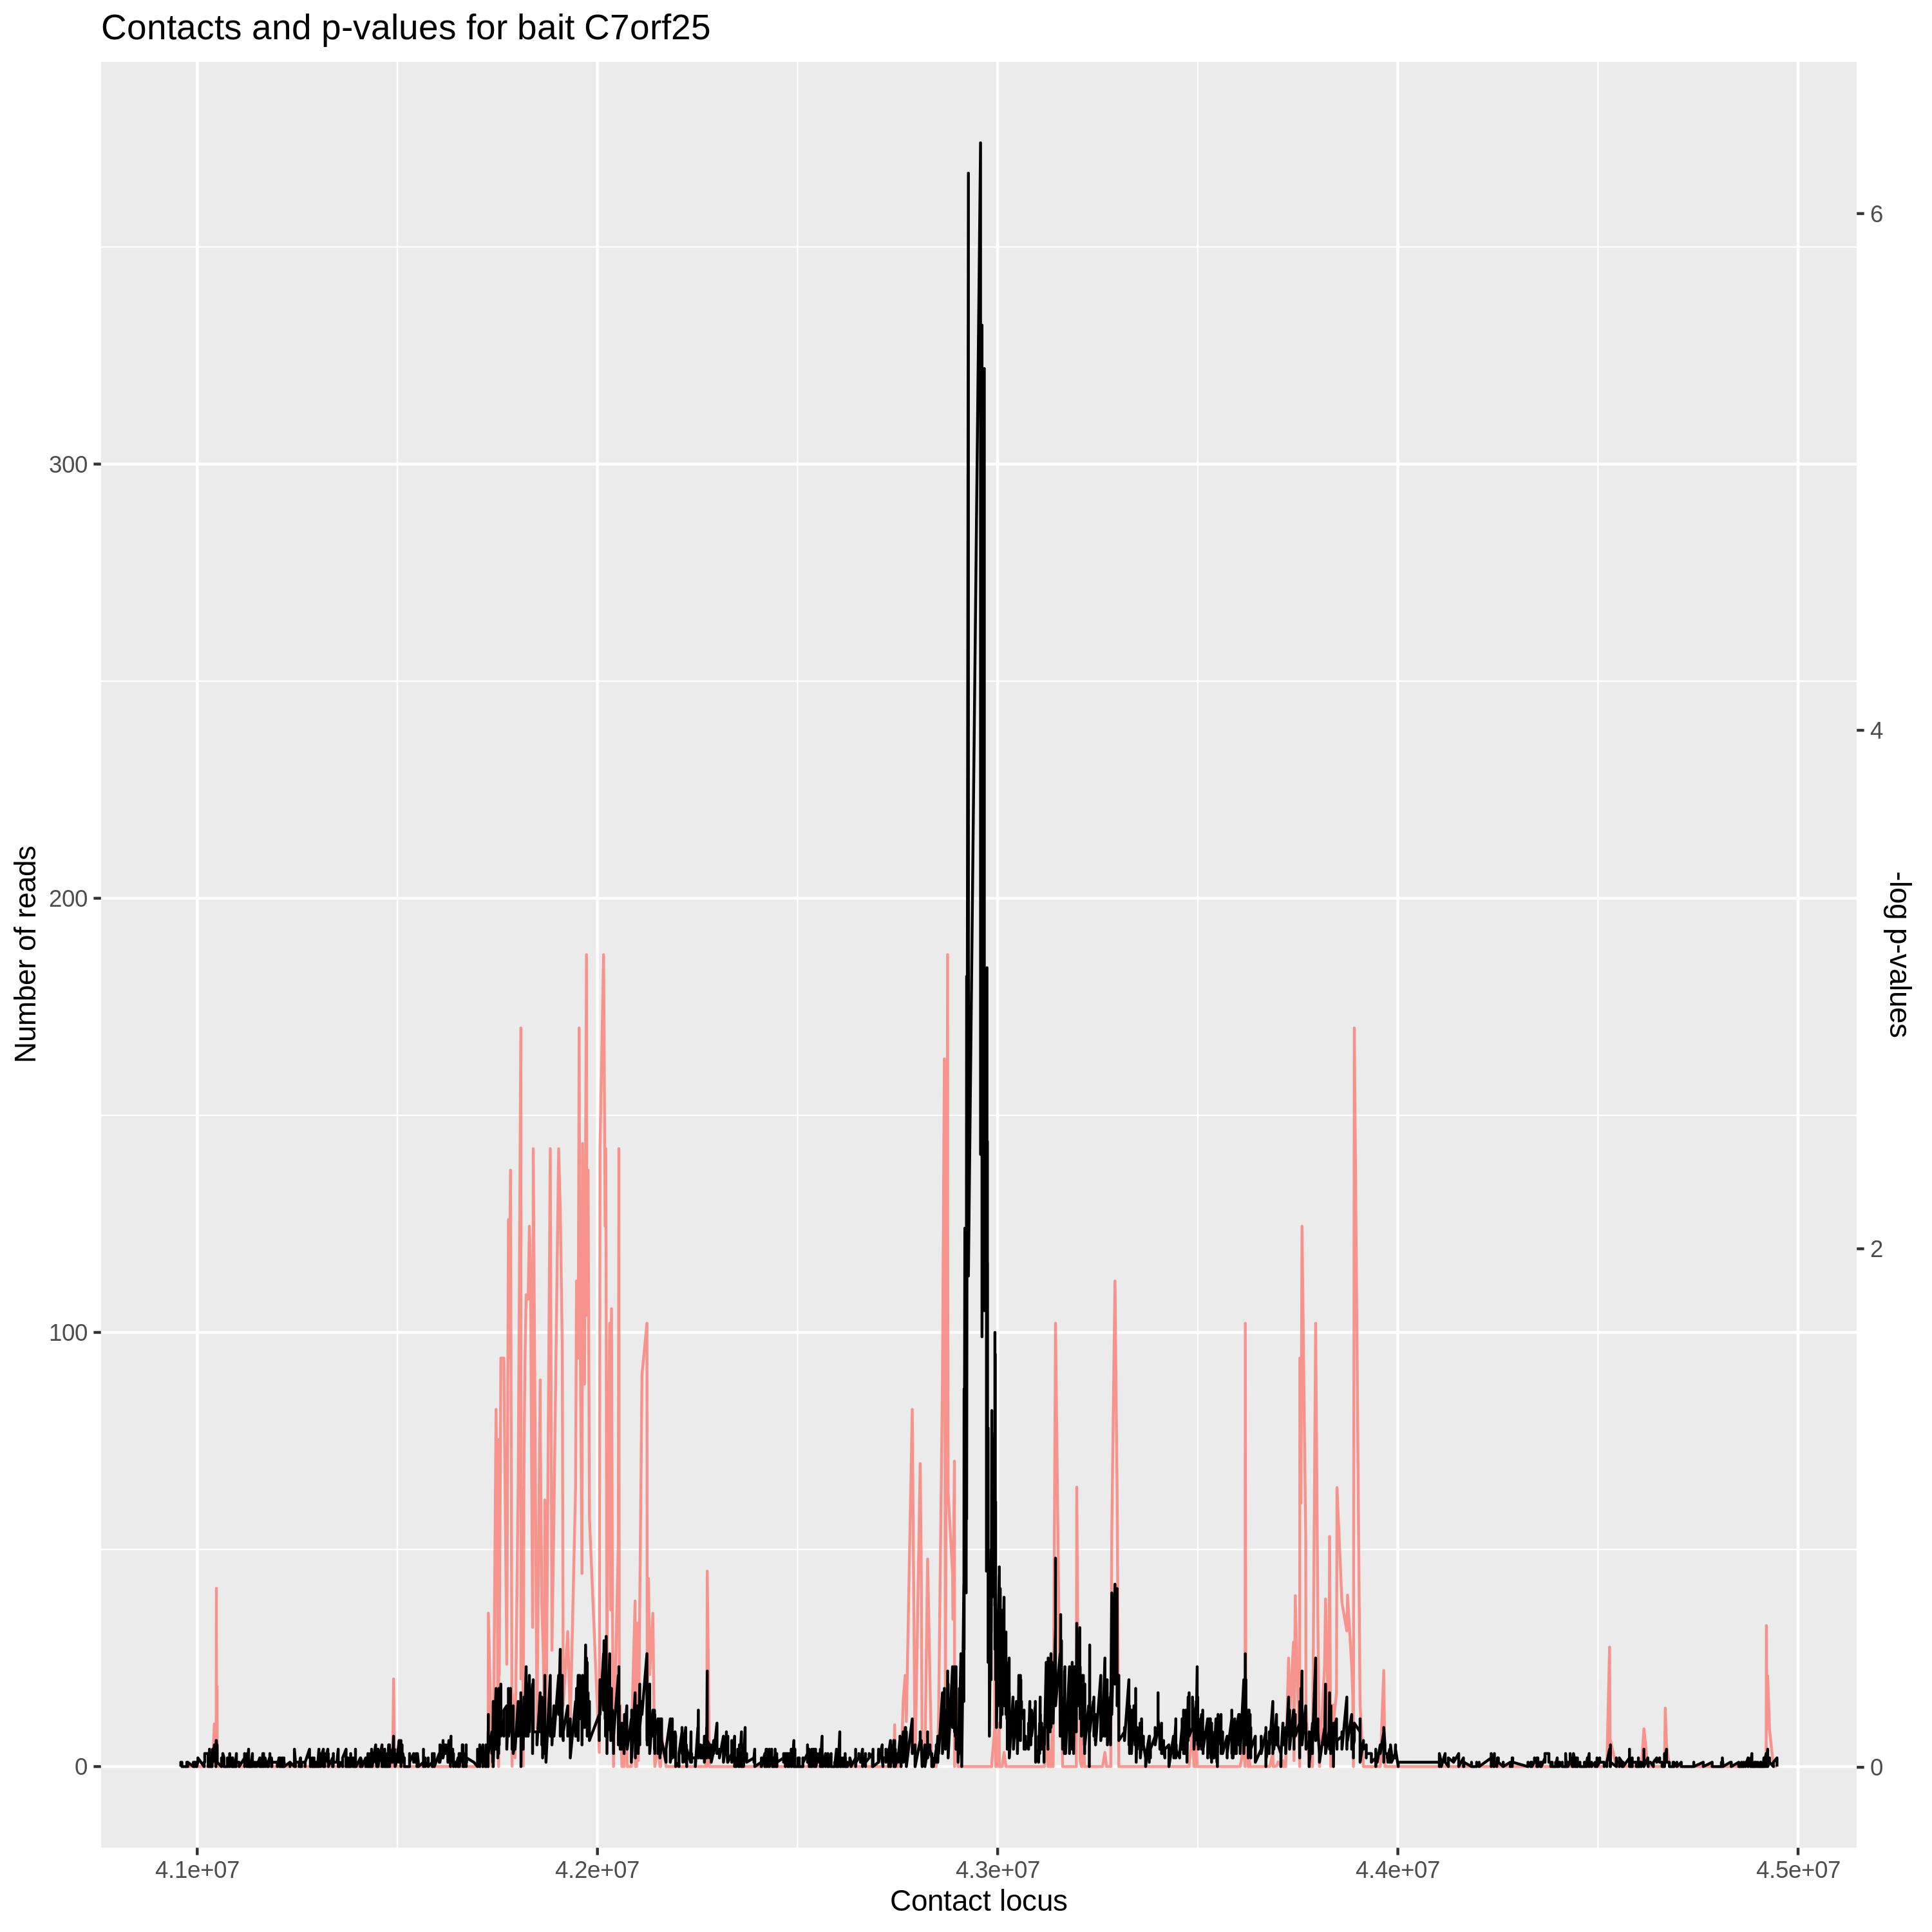 Contacts and p-values for bait C7orf25
Number of reads
300
200
100
0
6
4
2
0
-log p-values
4.1e+07
4.2e+07
4.3e+07
4.4e+07
4.5e+07
Contact locus